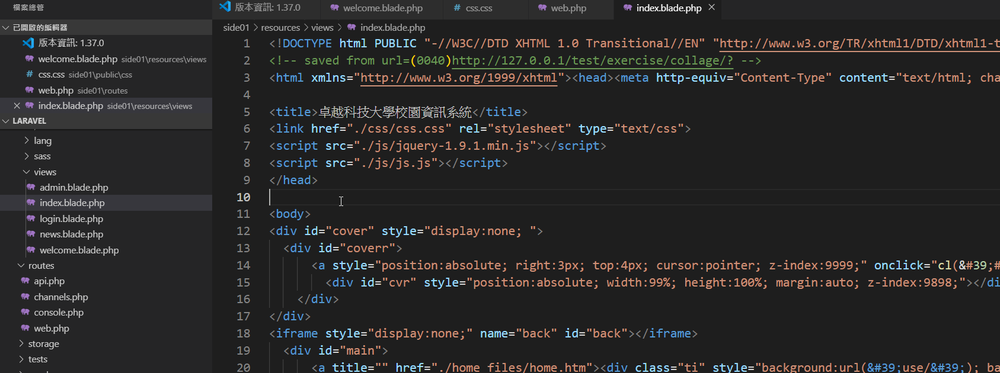 檔案總管
已開啟的編輯器
版本資訊: 1.37.0
welcome.blade.php side01\resources\views
# css.css side01\public\css
web.php side01\routes
index.blade.php side01\resources\views
LARAVEL
lang
sass
views
admin.blade.php
index.blade.php
login.blade.php
news.blade.php
welcome.blade.php
routes
api.php
channels.php
console.php
web.php
storage
tests
版本資訊: 1.37.0 welcome.blade.php # css.css web.php index.blade.php
side01 > resources > views > index.blade.php
1 <!DOCTYPE html PUBLIC "-//W3C//DTD XHTML 1.0 Transitional//EN" "http://www.w3.org/TR/xhtml1/DTD/xhtml1-t
2 <!-- saved from url=(0040)http://127.0.0.1/test/exercise/collage/? -->
3 <html xmlns="http://www.w3.org/1999/xhtml"><head><meta http-equiv="Content-Type" content="text/html; cha
4
5 <title>卓越科技大學校園資訊系統</title>
6 <link href="./css/css.css" rel="stylesheet" type="text/css">
7 <script src="./js/jquery-1.9.1.min.js"></script>
8 <script src="./js/js.js"></script>
9 </head>
10
11 <body>
12 <div id="cover" style="display:none; ">
13 <div id="coverr">
14 <a style="position:absolute; right:3px; top:4px; cursor:pointer; z-index:9999;" onclick="cl(&#39;#
15 <div id="cvr" style="position:absolute; width:99%; height:100%; margin:auto; z-index:9898;"></di
16 </div>
17 </div>
18 <iframe style="display:none;" name="back" id="back"></iframe>
19 <div id="main">
20 <a title="" href="./home_files/home.htm"><div class="ti" style="background:url(&#39;use/&#39;); ba